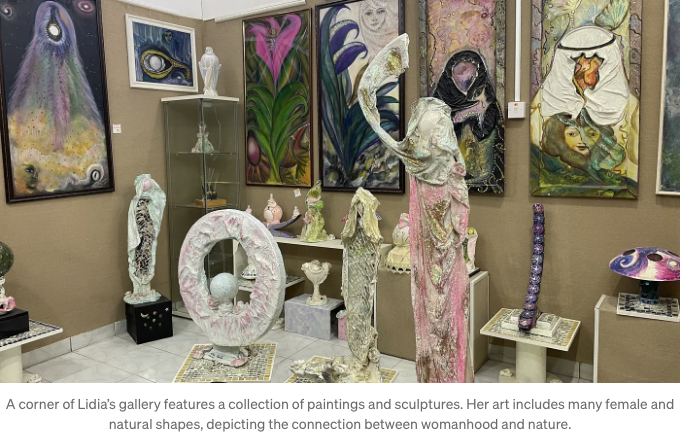 A corner of Lidia's gallery features a collection of paintings and sculptures. Her art includes many female and
natural shapes, depicting the connection between womanhood and nature.